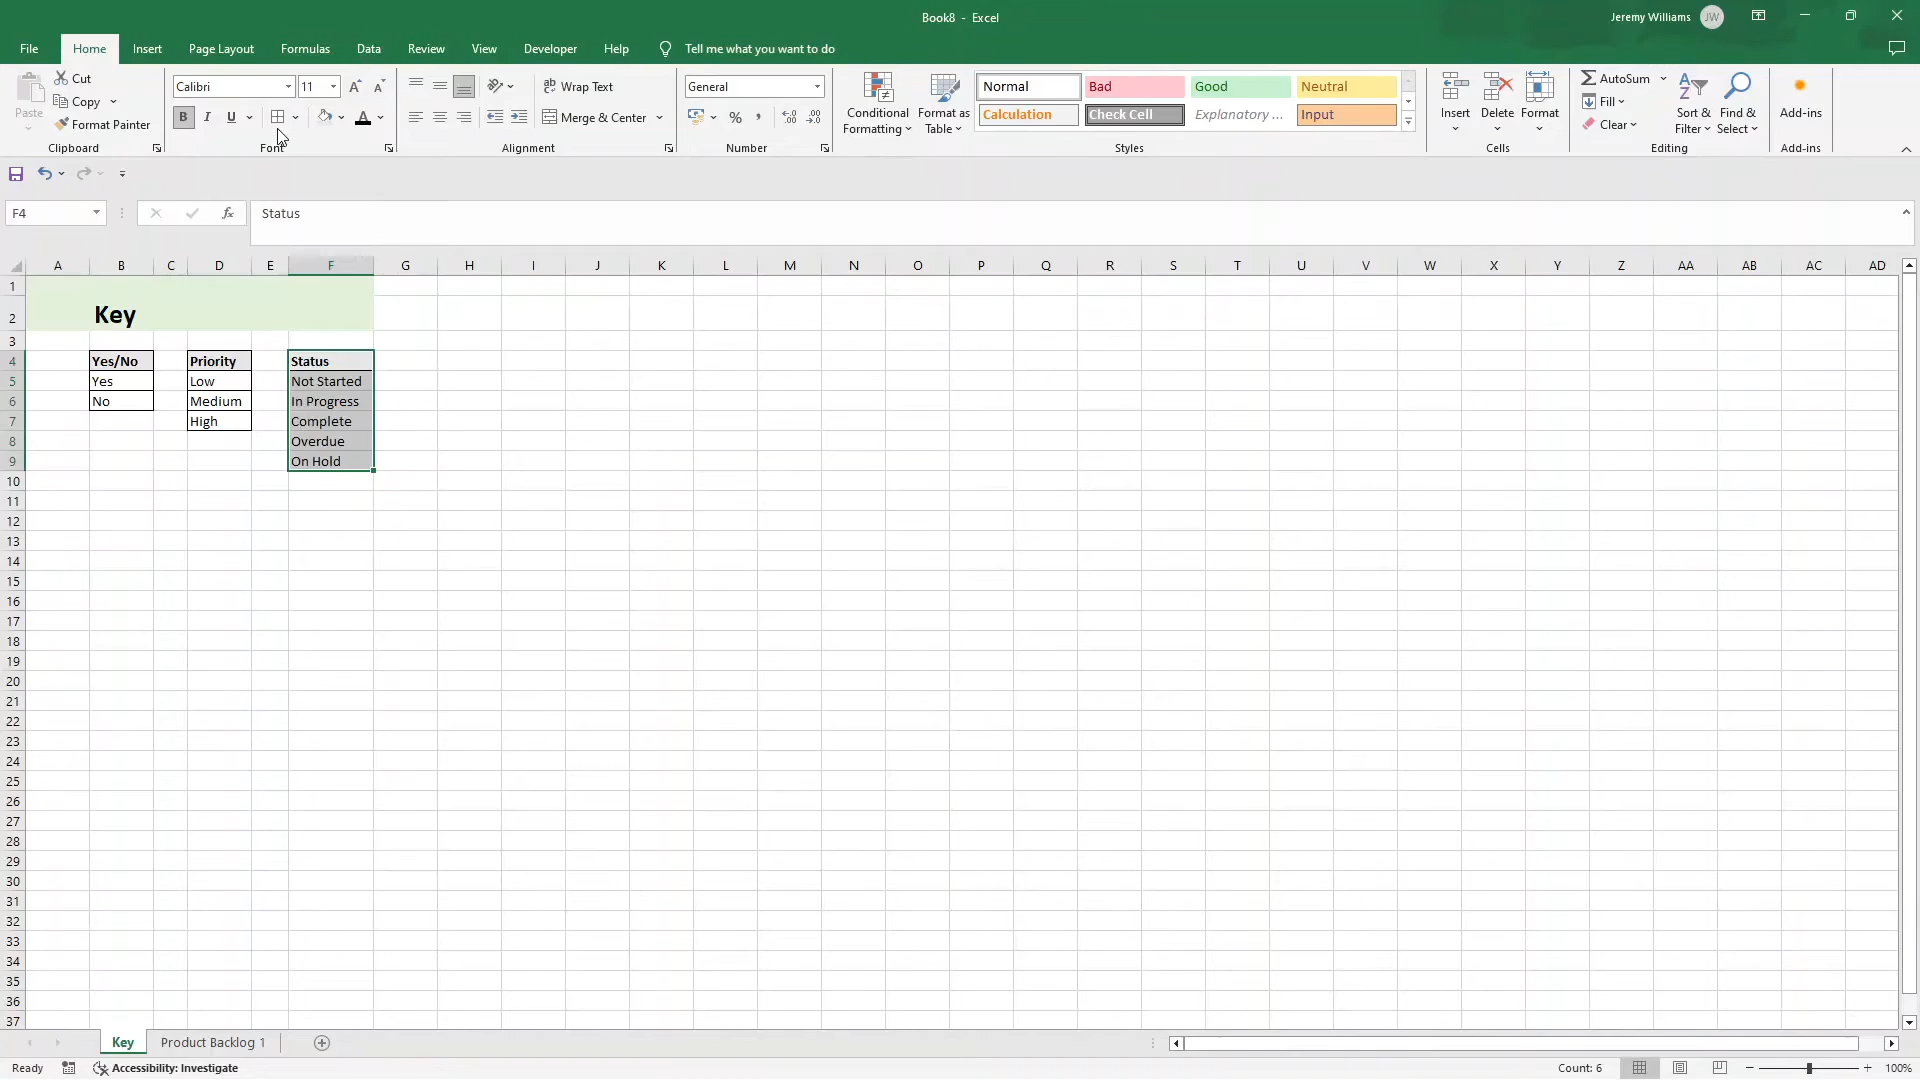 Book8 - Excel
Jeremy Williams JW
File Home Insert Page Layout Formulas Data Review View Developer Help Tell me what you want to do
Paste
Cut
Copy
Format Painter
Clipboard
Calibri 11
B I U A
Font
Wrap Text
Merge & Center
Alignment
General
%
Number
Conditional Formatting
Format as Table
Normal Bad Good Neutral
Calculation Check Cell Explanatory ... Input
Styles
Insert Delete Format
Cells
AutoSum
Fill
Clear
Sort & Filter
Find & Select
Editing
Add-ins
Add-ins
F4 fx Status
A B C D E F G H I J K L M N O P Q R S T U V W X Y Z AA AB AC AD
1
2 Key
3
4 Yes/No Priority Status
5 Yes Low Not Started
6 No Medium In Progress
7 High Complete
8 Overdue
9 On Hold
10
11
12
13
14
15
16
17
18
19
20
21
22
23
24
25
26
27
28
29
30
31
32
33
34
35
36
37
Key Product Backlog 1
Ready Accessibility: Investigate Count: 6 100%